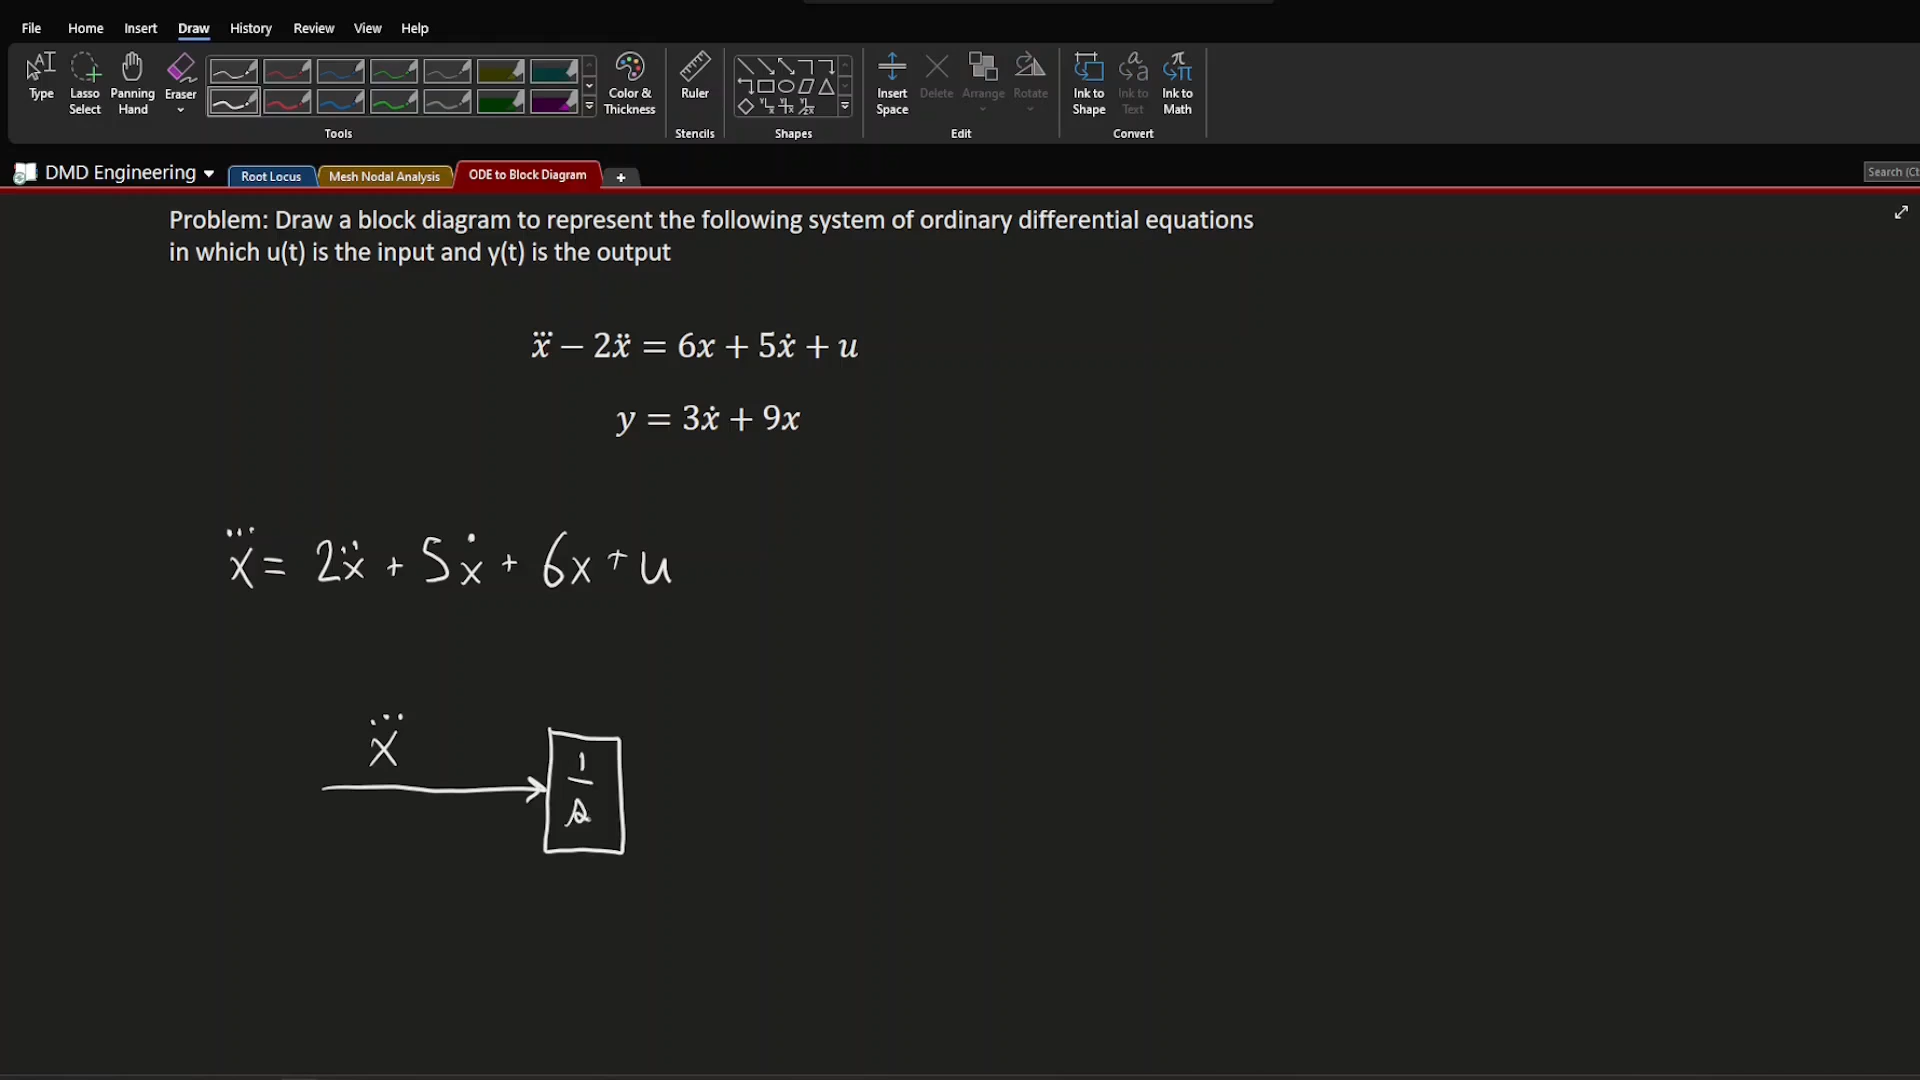 File Home Insert Draw History Review View Help
Type Lasso Select Panning Hand Eraser Color & Thickness Ruler Insert Space Delete Arrange Rotate Ink to Shape Ink to Text Ink to Math
Tools Stencils Shapes Edit Convert
DMD Engineering Root Locus Mesh Nodal Analysis ODE to Block Diagram + Search (Ct
Problem: Draw a block diagram to represent the following system of ordinary differential equations
in which u(t) is the input and y(t) is the output
x⃛ − 2ẍ = 6x + 5ẋ + u
y = 3ẋ + 9x
x⃛ = 2ẍ + 5ẋ + 6x + u
x⃛
1
s